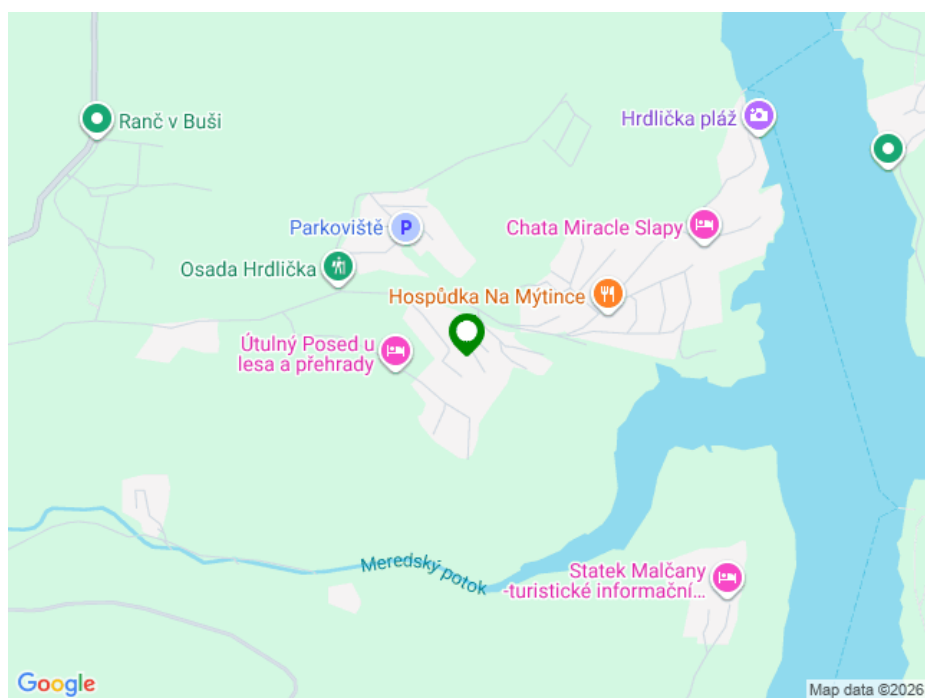 Hrdlička pláž
Ranč v Buši
Parkoviště
P
Chata Miracle Slapy
Osada Hrdlička
Hospůdka Na Mýtince
Útulný Posed u
lesa a přehrady
Meredský potok
Statek Malčany
-turistické informační...
Google
Map data ©2026